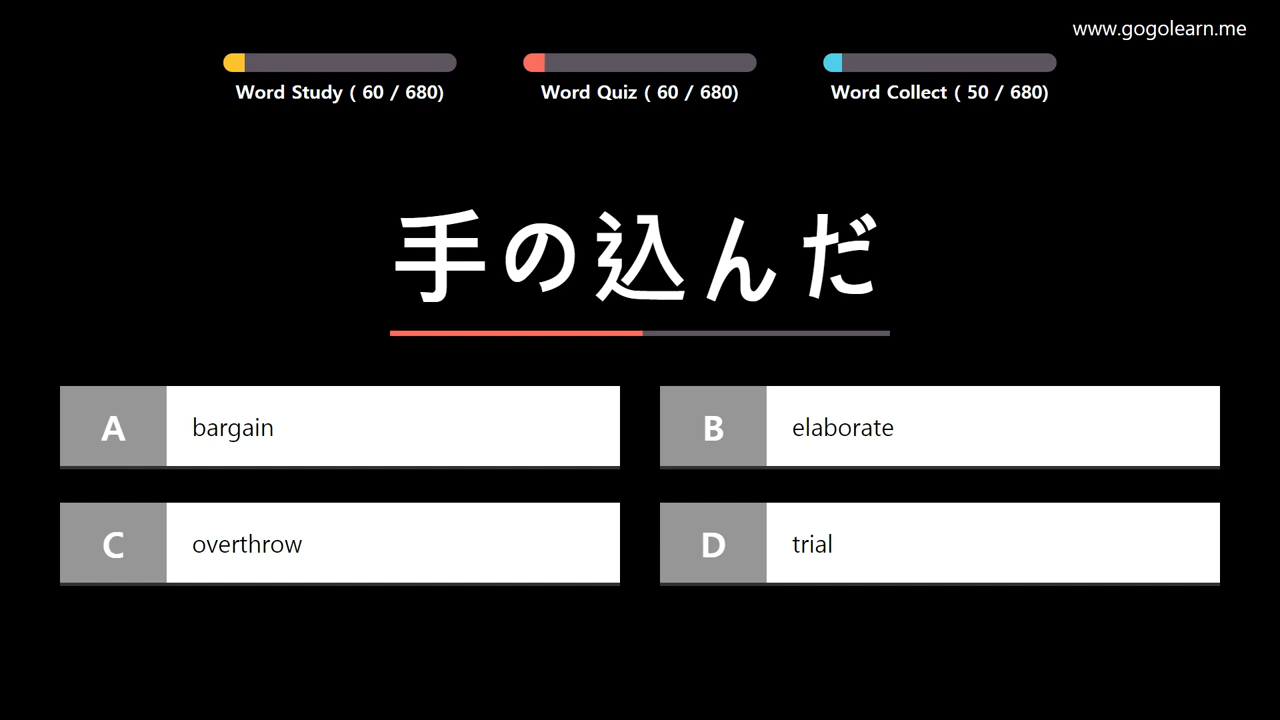 www.gogolearn.me
Word Study ( 60 / 680)
Word Quiz ( 60 / 680)
Word Collect ( 50 / 680)
手の込んだ
A bargain
B elaborate
C overthrow
D trial